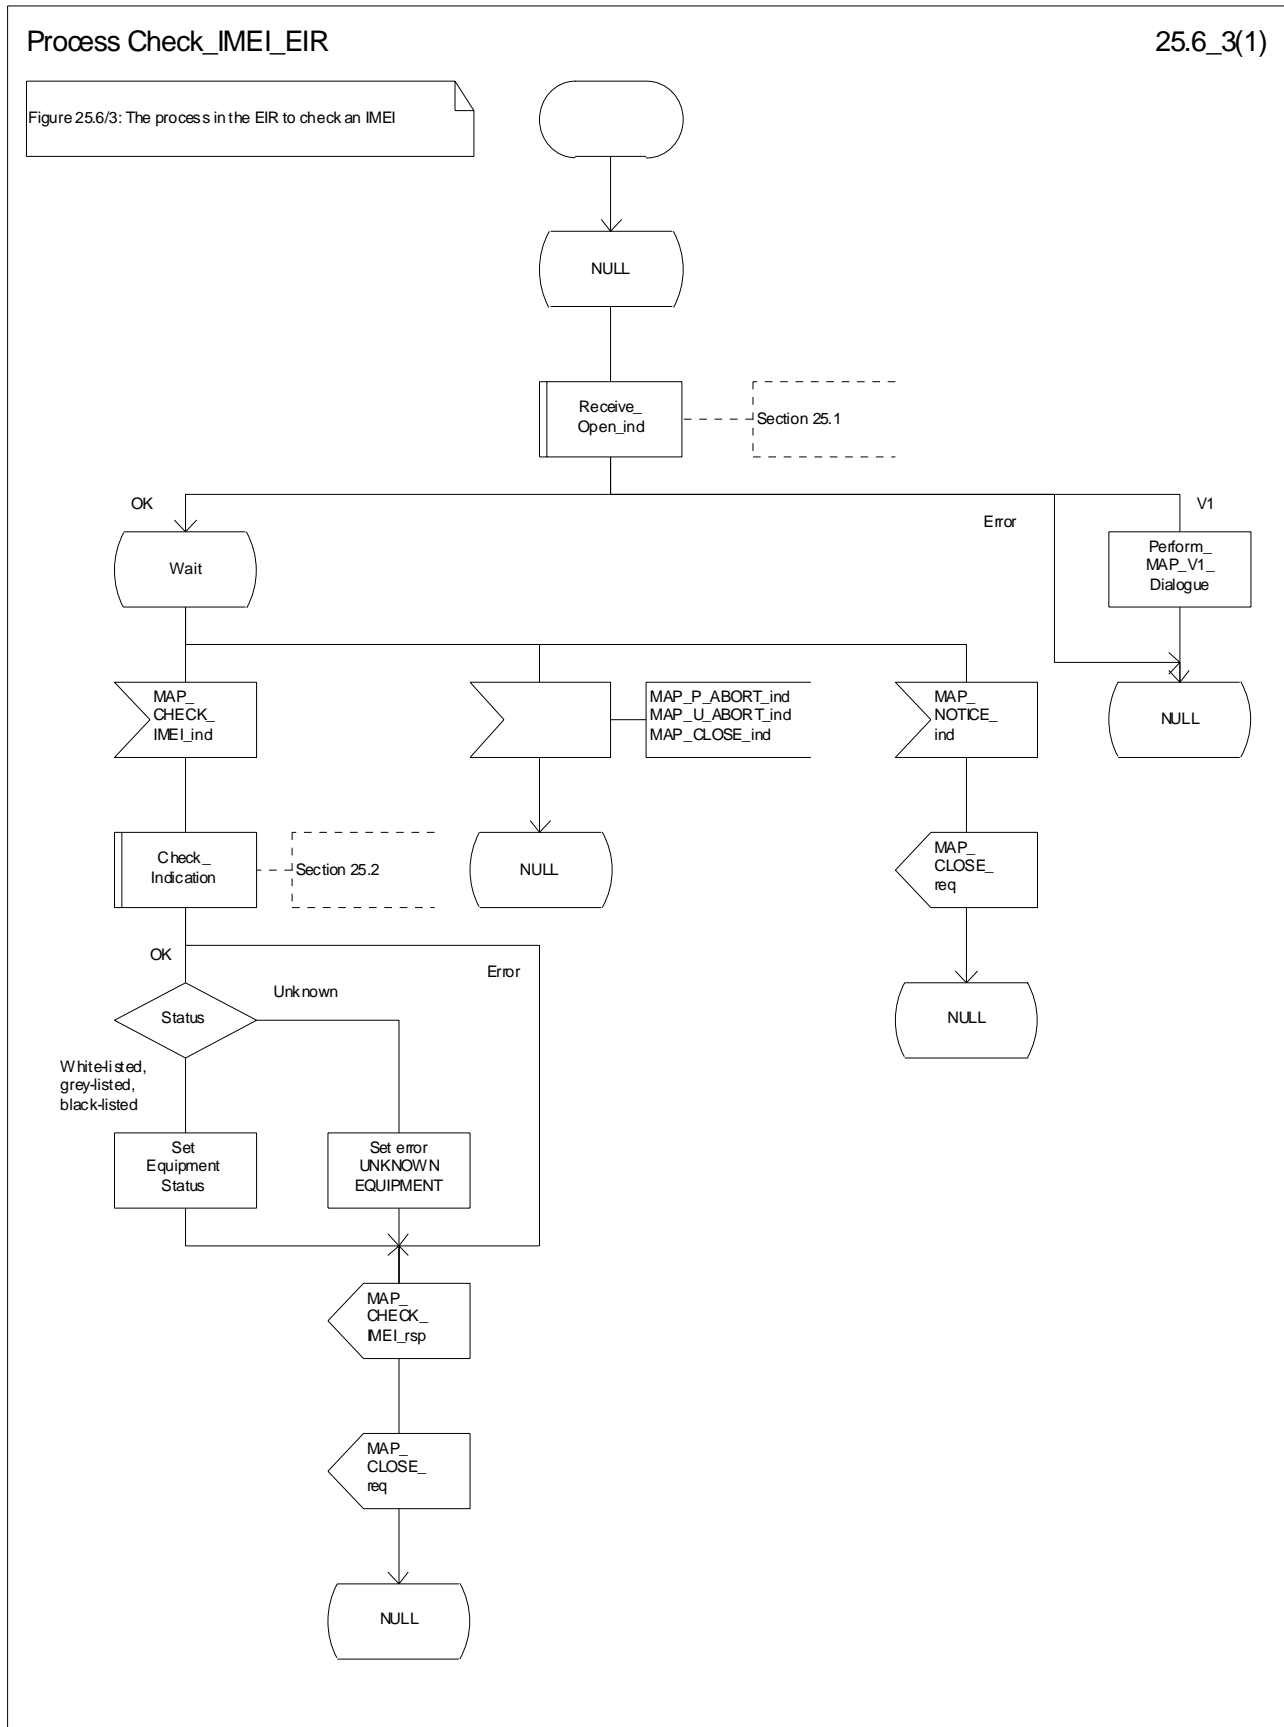 Process Check_IMEI_EIR
25.6_3(1)
Figure 25.6/3: The process in the EIR to check an IMEI
NULL
Receive_
Open_ind
Section 25.1
OK
Error
V1
Wait
Perform_
MAP_V1_
Dialogue
MAP_
CHECK_
IMEI_ind
MAP_P_ABORT_ind
MAP_U_ABORT_ind
MAP_CLOSE_ind
MAP_
NOTICE_
ind
NULL
Check_
Indication
Section 25.2
NULL
MAP_
CLOSE_
req
OK
Error
Unknown
Status
NULL
White-listed,
grey-listed,
black-listed
Set
Equipment
Status
Set error
UNKNOWN
EQUIPMENT
MAP_
CHECK_
IMEI_rsp
MAP_
CLOSE_
req
NULL